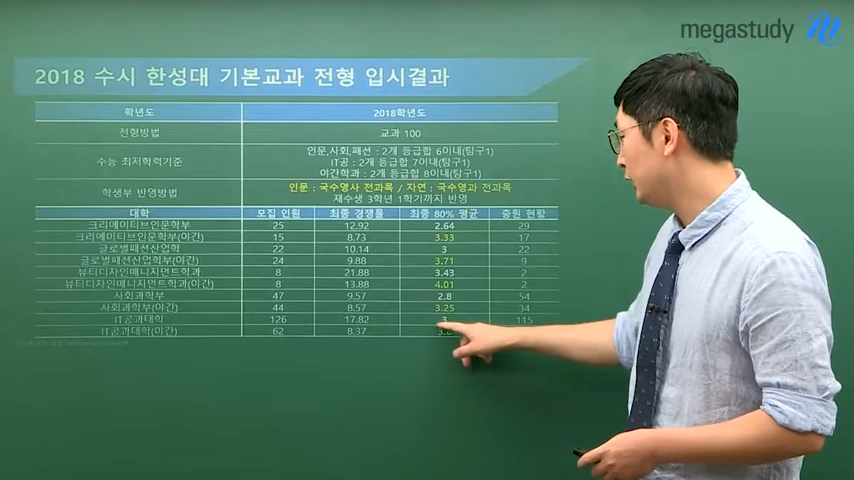 megastudy
2018 수시 한성대 기본교과 전형 입시결과
학년도 2018학년도
전형방법 교과 100
수능 최저학력기준 인문,사회,패션 : 2개 등급합 6이내(탐구1)
IT공 : 2개 등급합 7이내(탐구1)
야간학과 : 2개 등급합 8이내(탐구1)
학생부 반영방법 인문 : 국수영사 전과목 / 자연 : 국수영과 전과목
재수생 3학년 1학기까지 반영
대학 모집 인원 최종 경쟁률 최종 80% 평균 충원 현황
크리에이티브인문학부 25 12.92 2.64 29
크리에이티브인문학부(야간) 15 8.73 3.33 17
글로벌패션산업학 22 10.14 3 22
글로벌패션산업학부(야간) 24 9.88 3.71 9
뷰티디자인매니지먼트학과 8 21.88 3.43 2
뷰티디자인매니지먼트학과(야간) 8 13.88 4.01 2
사회과학부 47 9.57 2.8 54
사회과학부(야간) 44 8.57 3.25 34
IT공과대학 126 17.82 3 115
IT공과대학(야간) 62 8.37